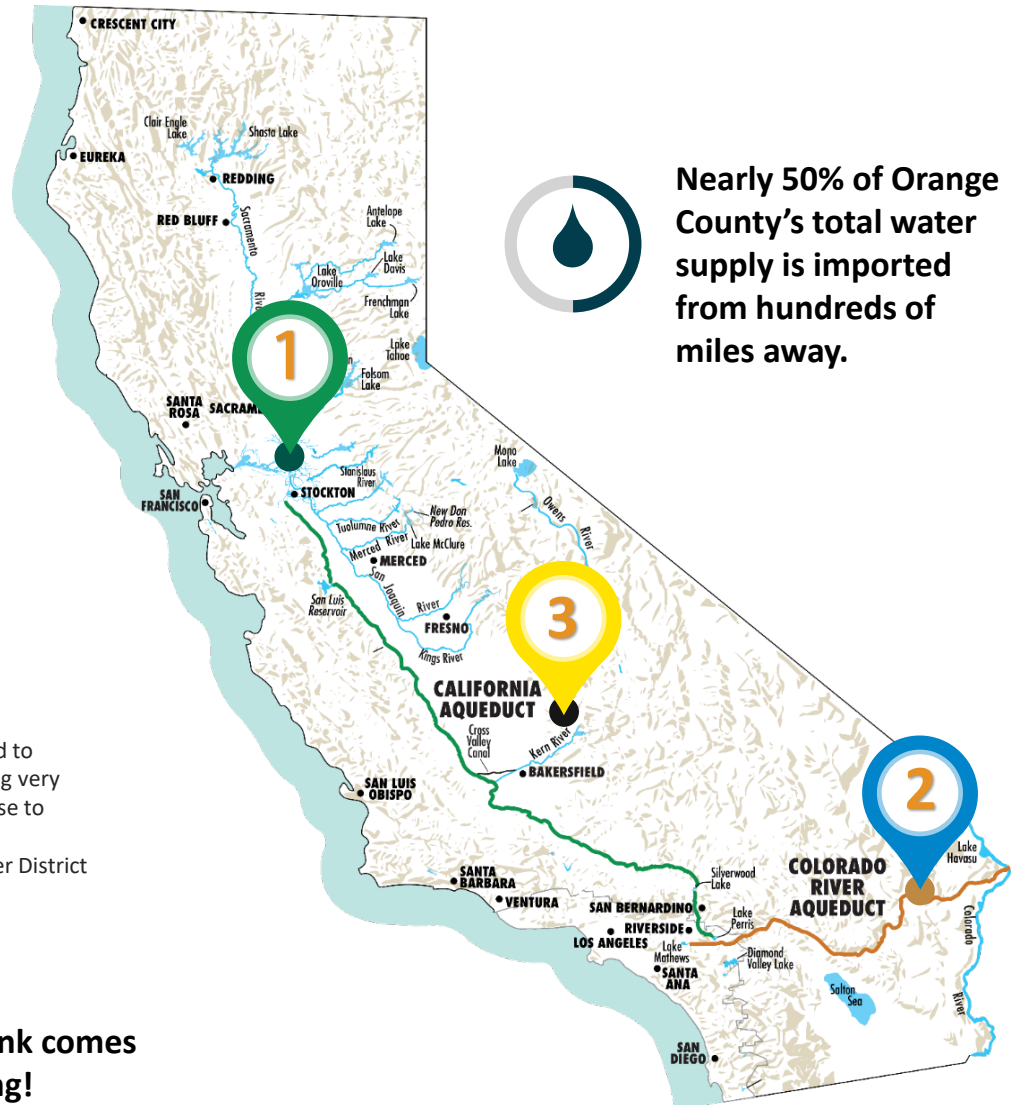 CRESCENT CITY
Clair Engle
Lake
Shasta Lake
EUREKA
REDDING
RED BLUFF
Sacramento
Antelope
Lake
Lake
Davis
Lake
Oroville
Frenchman
Lake
Nearly 50% of Orange
County's total water
supply is imported
from hundreds of
miles away.
1
Lake
Tahoe
Folsom
Lake
SANTA
ROSA
Stanislaus
River
Mono
Lake
STOCKTON
SAN
FRANCISCO
New Don
Pedro Res.
Tuolumne River
Owens
River
Merced River
Lake McClure
MERCED
San
Joaquin
River
San Luis
Reservoir
FRESNO
Kings River
3
CALIFORNIA
AQUEDUCT
Cross
Valley
Canal
Kern River
BAKERSFIELD
d to
g very
se to
er District
SAN LUIS
OBISPO
2
Lake
Havasu
COLORADO
RIVER
AQUEDUCT
Colorado
River
SANTA
BARBARA
VENTURA
Silverwood
Lake
SAN BERNARDINO
Lake
Perris
RIVERSIDE
LOS ANGELES
Lake
Mathews
Diamond
Valley Lake
SANTA
ANA
Salton
Sea
SAN
DIEGO
nk comes
g!